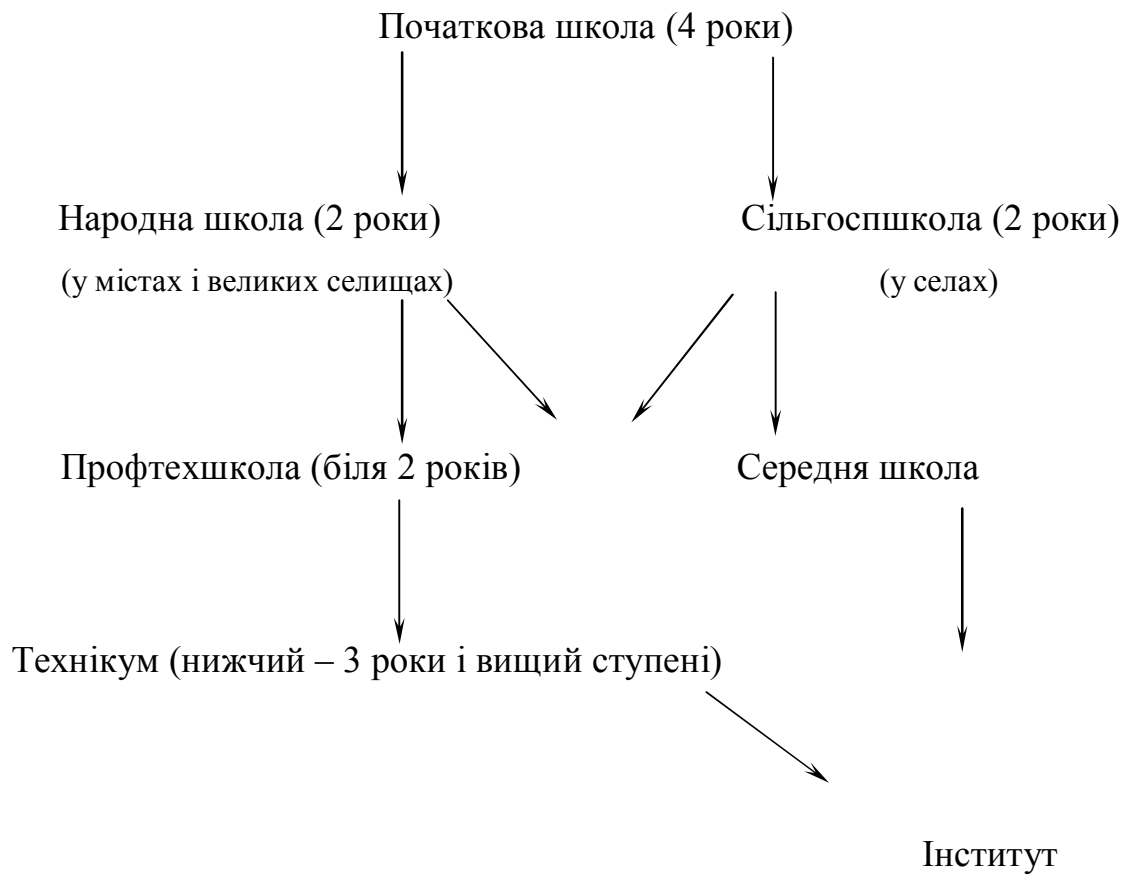 Початкова школа (4 роки)
Народна школа (2 роки)
Сільгоспшкола (2 роки)
(у містах і великих селищах)
(у селах)
Профтехшкола (біля 2 років)
Середня школа
Технікум (нижчий – 3 роки і вищий ступені)
Інститут